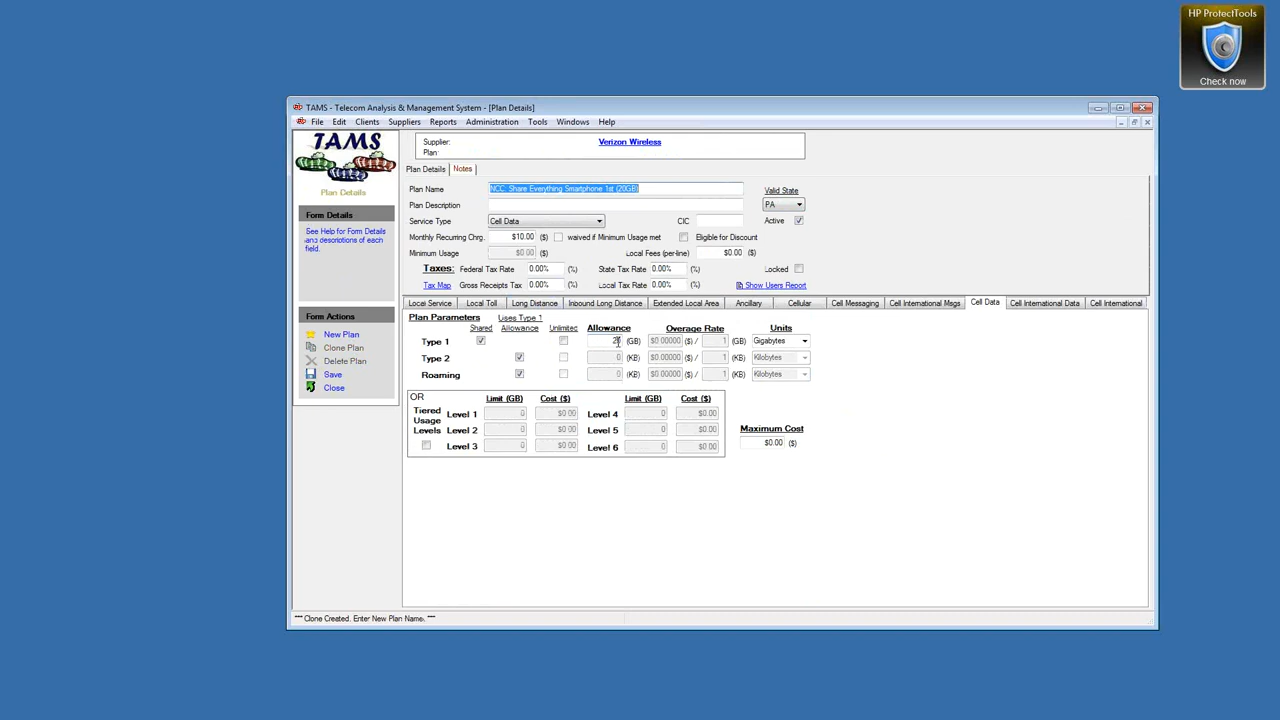 HP ProtectTools
Check now
TAMS - Telecom Analysis & Management System - [Plan Details]
File Edit Clients Suppliers Reports Administration Tools Windows Help
TAMS
Plan Details
Supplier: Verizon Wireless
Plan:
Plan Details Notes
Plan Name NCC: Share Everything Smartphone 1st (20GB) Valid State
Plan Description PA
Service Type Cell Data CIC Active
Monthly Recurring Chrg. $10.00 ($) waived if Minimum Usage met Eligible for Discount
Minimum Usage $0.00 ($) Local Fees (per-line) $0.00 ($)
Taxes: Federal Tax Rate 0.00% (%) State Tax Rate 0.00% (%) Locked
Tax Map Gross Receipts Tax 0.00% (%) Local Tax Rate 0.00% (%) Show Users Report
Form Details
See Help for Form Details
and descriptions of each
field.
Form Actions
New Plan
Clone Plan
Delete Plan
Save
Close
Local Service Local Toll Long Distance Inbound Long Distance Extended Local Area Ancillary Cellular Cell Messaging Cell International Msgs Cell Data Cell International Data Cell International
Plan Parameters Uses Type 1
Shared Allowance Unlimited Allowance Overage Rate Units
Type 1 (GB) $0.00000 ($) / 1 (GB) Gigabytes
Type 2 0 (KB) $0.00000 ($) / 1 (KB) Kilobytes
Roaming 0 (KB) $0.00000 ($) / 1 (KB) Kilobytes
OR Limit (GB) Cost ($) Limit (GB) Cost ($)
Tiered Usage Levels
Level 1 0 $0.00 Level 4 0 $0.00
Level 2 0 $0.00 Level 5 0 $0.00
Level 3 0 $0.00 Level 6 0 $0.00
Maximum Cost
$0.00 ($)
*** Clone Created. Enter New Plan Name. ***